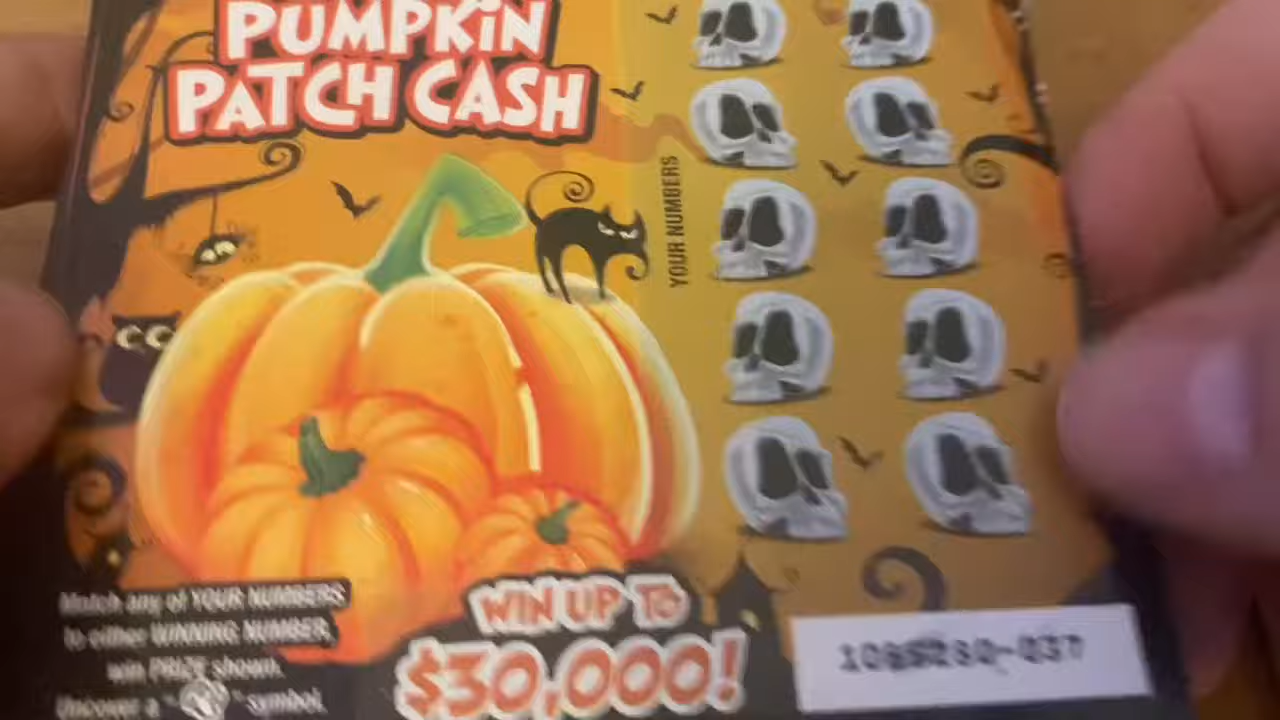 PUMPKIN
PATCH CASH
YOUR NUMBERS
Match any of YOUR NUMBERS
to either WINNING NUMBER,
win PRIZE shown.
Uncover a " " symbol,
WIN UP TO
$30,000!
-037